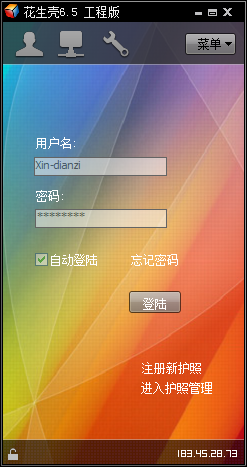 花生壳6.5 工程版
菜单
用户名:
Xin-dianzi
密码:
********
自动登陆 忘记密码
登陆
注册新护照
进入护照管理
183.45.28.73